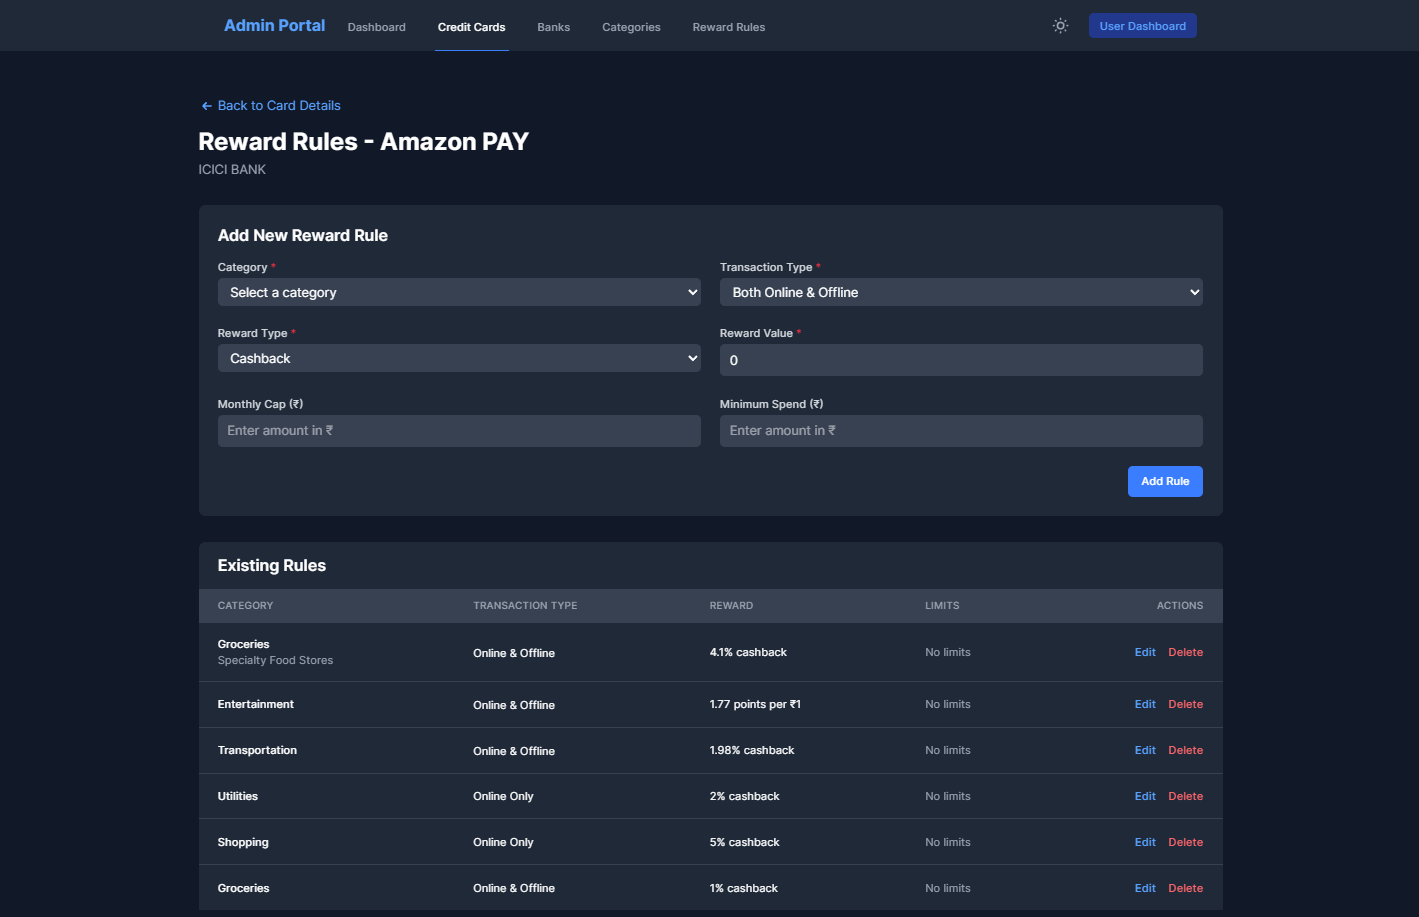 Admin Portal Dashboard Credit Cards Banks Categories Reward Rules User Dashboard
← Back to Card Details
Reward Rules - Amazon PAY
ICICI BANK
Add New Reward Rule
Category * Transaction Type *
Select a category Both Online & Offline
Reward Type * Reward Value *
Cashback 0
Monthly Cap (₹) Minimum Spend (₹)
Enter amount in ₹ Enter amount in ₹
Add Rule
Existing Rules
CATEGORY TRANSACTION TYPE REWARD LIMITS ACTIONS
Groceries
Specialty Food Stores Online & Offline 4.1% cashback No limits Edit Delete
Entertainment Online & Offline 1.77 points per ₹1 No limits Edit Delete
Transportation Online & Offline 1.98% cashback No limits Edit Delete
Utilities Online Only 2% cashback No limits Edit Delete
Shopping Online Only 5% cashback No limits Edit Delete
Groceries Online & Offline 1% cashback No limits Edit Delete